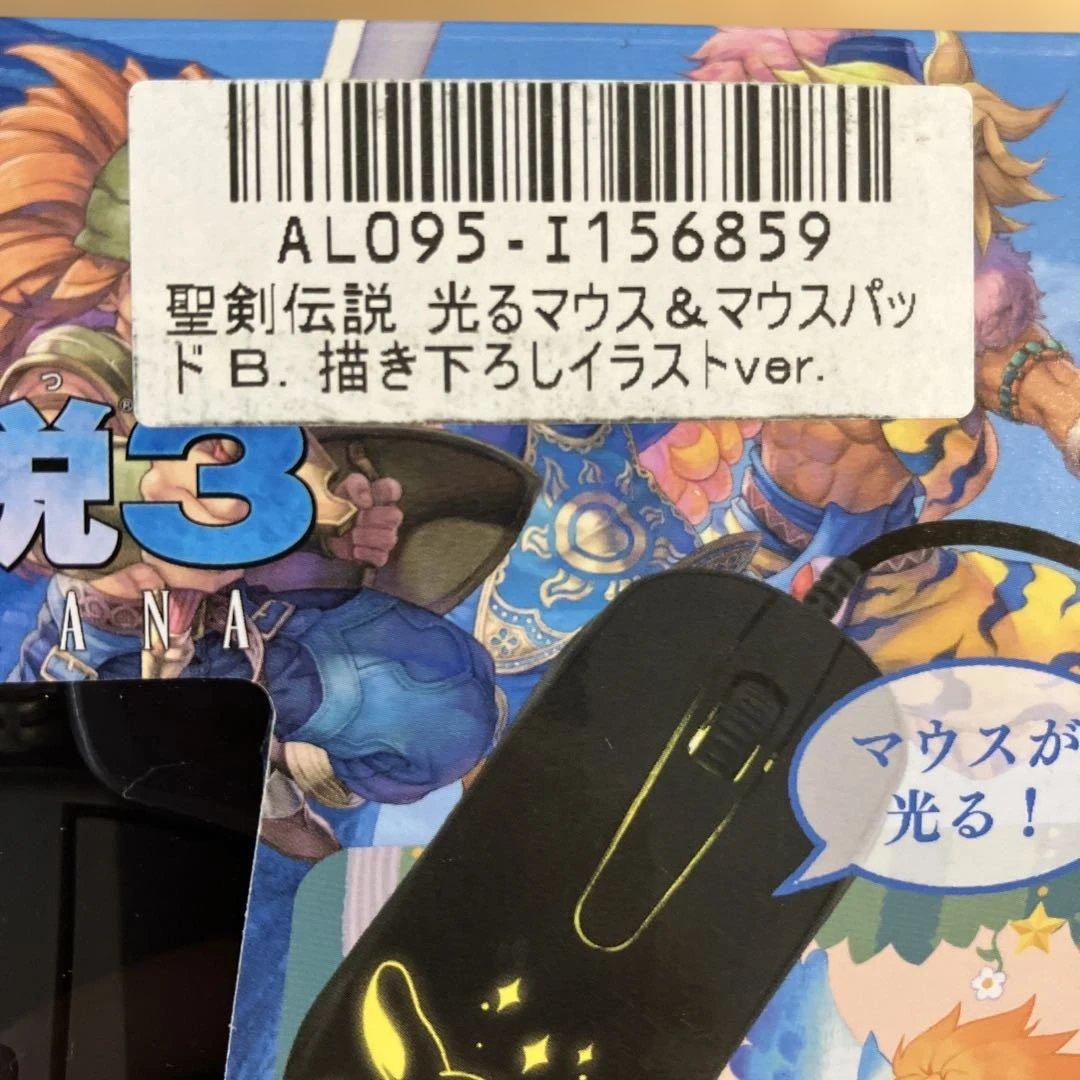 AL095-I156859
聖剣伝説 光るマウス＆マウスパッ
ド B. 描き下ろしイラストver.
つ
説3
®
ANA
マウスが
光る！